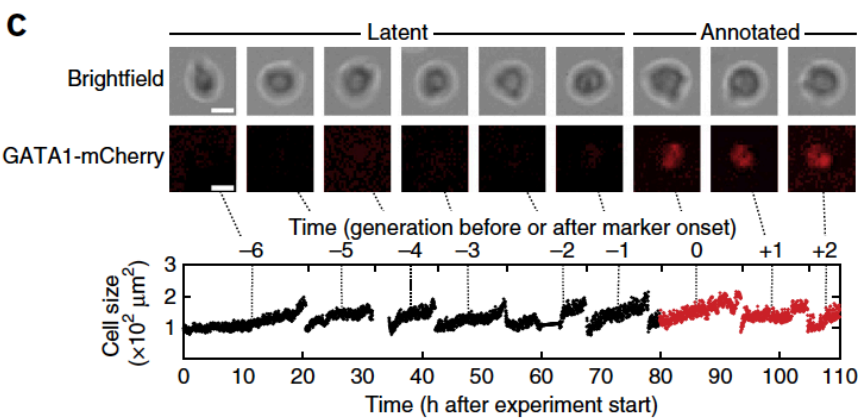 C
Latent Annotated
Brightfield
GATA1-mCherry
Time (generation before or after marker onset)
–6 –5 –4 –3 –2 –1 0 +1 +2
Cell size
(×10² μm²)
3
2
1
0 10 20 30 40 50 60 70 80 90 100 110
Time (h after experiment start)